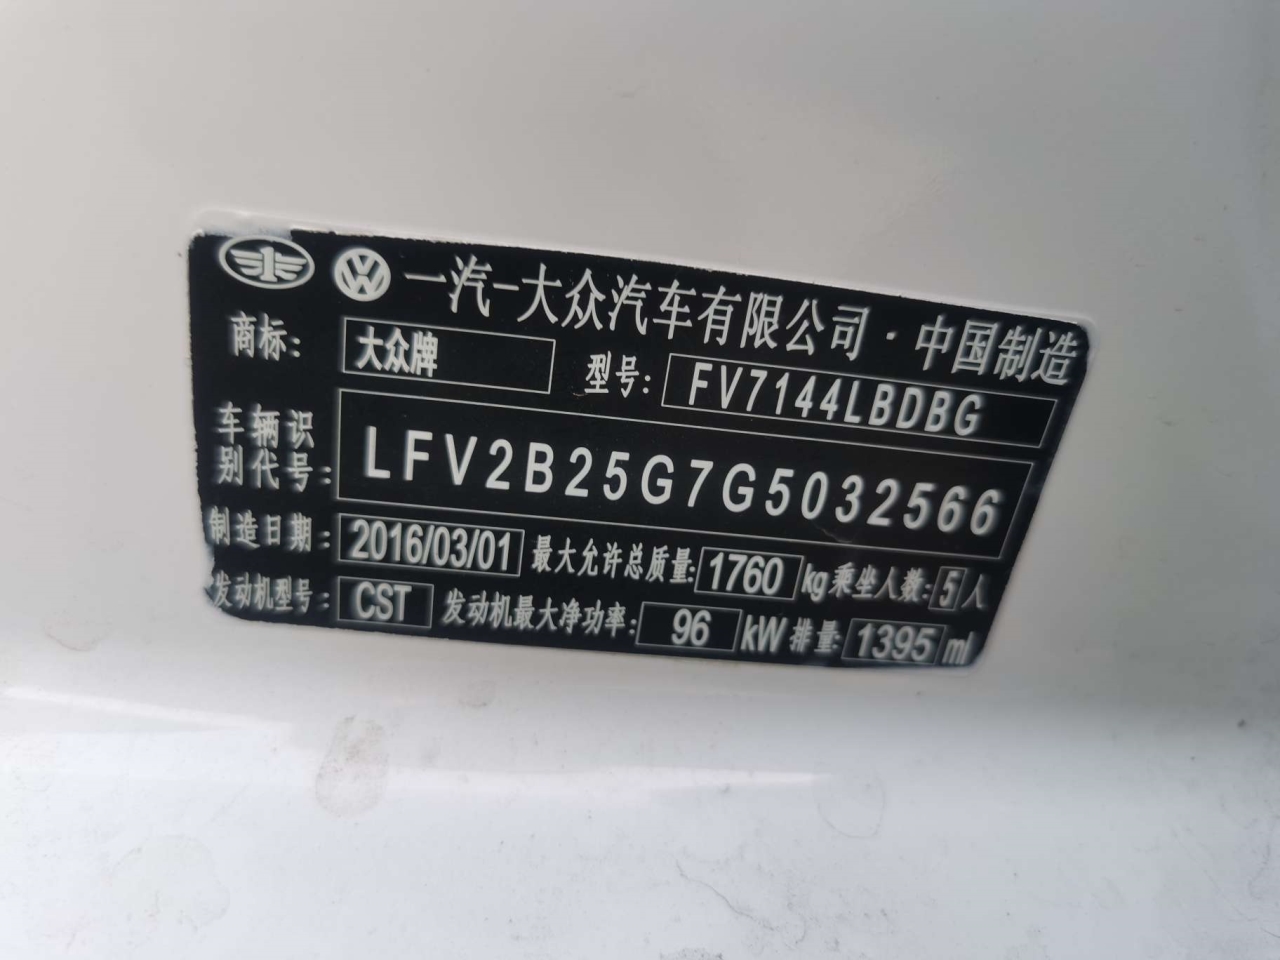 一汽-大众汽车有限公司·中国制造
商标: 大众牌 型号: FV7144LBDBG
车辆识别代号: LFV2B25G7G5032566
制造日期: 2016/03/01 最大允许总质量: 1760 kg 乘坐人数: 5 人
发动机型号: CST 发动机最大净功率: 96 kW 排量: 1395 ml